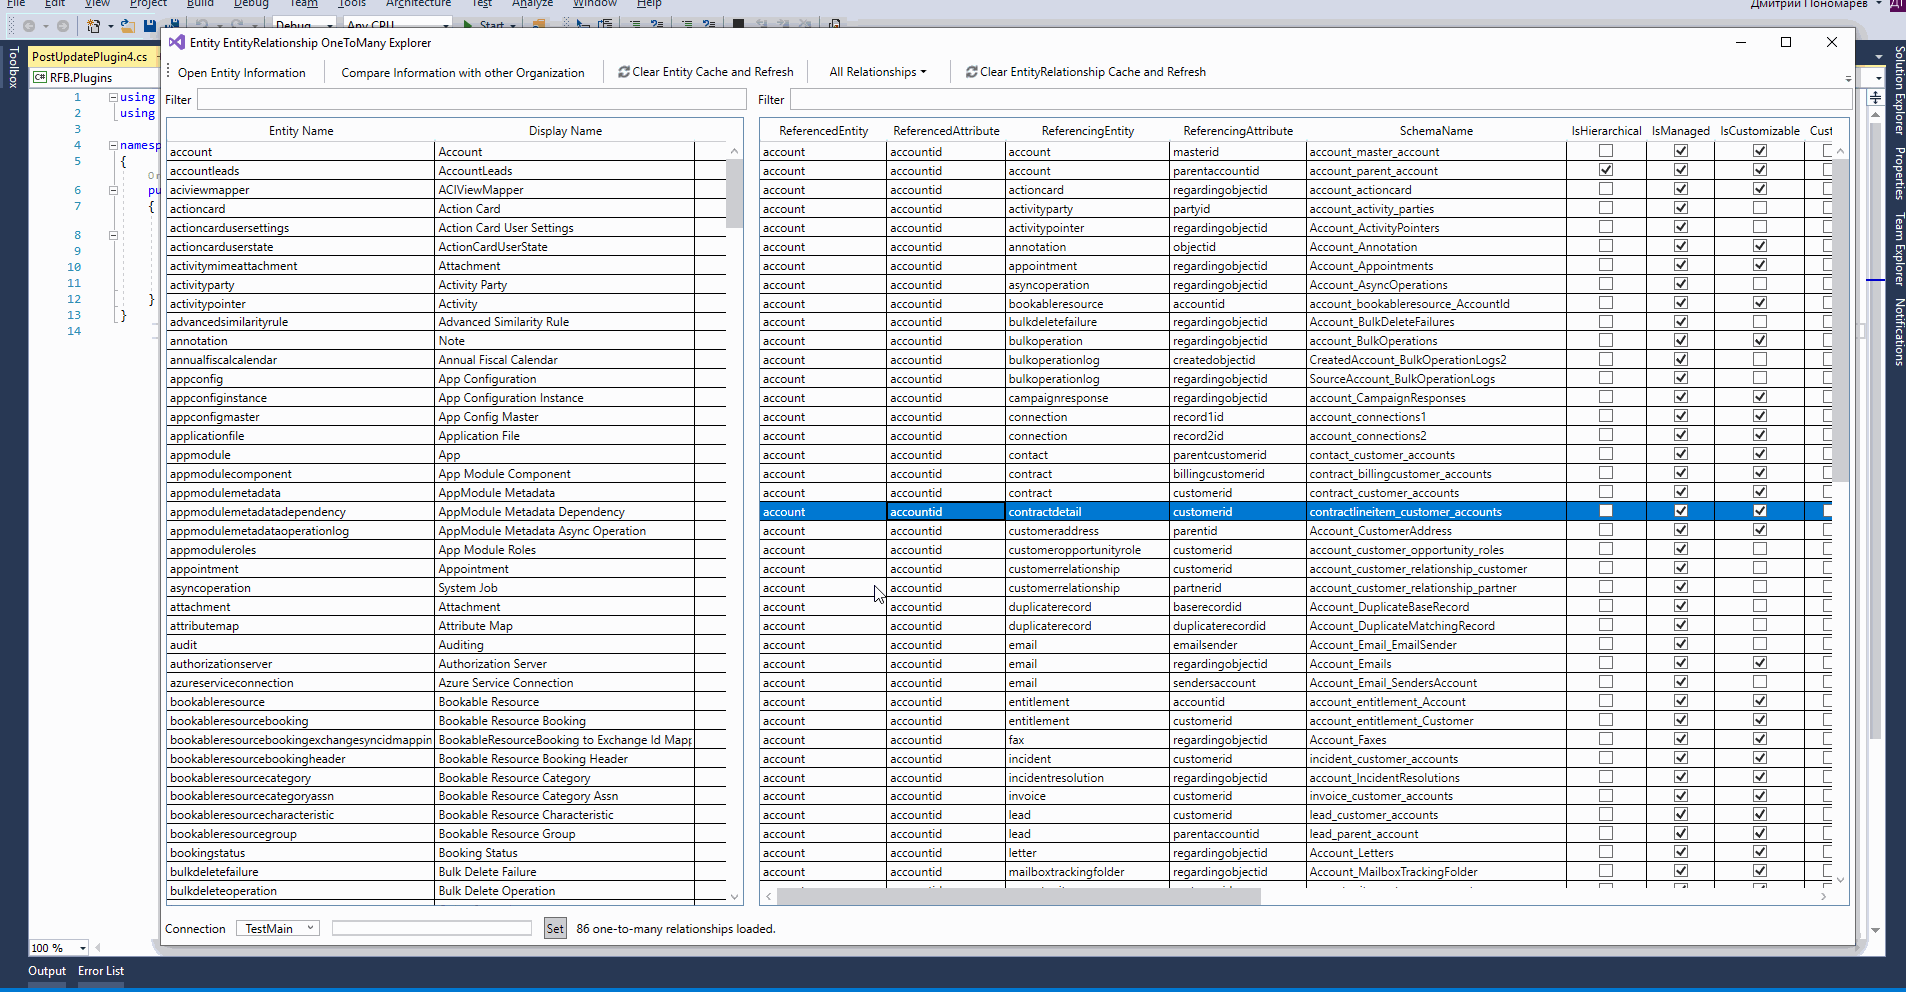 File Edit View Project Build Debug Team Tools Architecture Test Analyze Window Help
Дмитрий Пономарев
ДП
Debug Any CPU Start
Toolbox
PostUpdatePlugin4.cs
C# RFB.Plugins
1 using
2 using
3
4 namesp
5 {
6 pu
7 {
8
9
10
11
12 }
13 }
14
100 %
Output Error List
Solution Explorer
Properties
Team Explorer
Notifications
Entity EntityRelationship OneToMany Explorer
Open Entity Information Compare Information with other Organization Clear Entity Cache and Refresh All Relationships Clear EntityRelationship Cache and Refresh
Filter Filter
Entity Name Display Name
account Account
accountleads AccountLeads
aciviewmapper ACIViewMapper
actioncard Action Card
actioncardusersettings Action Card User Settings
actioncarduserstate ActionCardUserState
activitymimeattachment Attachment
activityparty Activity Party
activitypointer Activity
advancedsimilarityrule Advanced Similarity Rule
annotation Note
annualfiscalcalendar Annual Fiscal Calendar
appconfig App Configuration
appconfiginstance App Configuration Instance
appconfigmaster App Config Master
applicationfile Application File
appmodule App
appmodulecomponent App Module Component
appmodulemetadata AppModule Metadata
appmodulemetadatadependency AppModule Metadata Dependency
appmodulemetadataoperationlog AppModule Metadata Async Operation
appmoduleroles App Module Roles
appointment Appointment
asyncoperation System Job
attachment Attachment
attributemap Attribute Map
audit Auditing
authorizationserver Authorization Server
azureserviceconnection Azure Service Connection
bookableresource Bookable Resource
bookableresourcebooking Bookable Resource Booking
bookableresourcebookingexchangesyncidmappin BookableResourceBooking to Exchange Id Mapp
bookableresourcebookingheader Bookable Resource Booking Header
bookableresourcecategory Bookable Resource Category
bookableresourcecategoryassn Bookable Resource Category Assn
bookableresourcecharacteristic Bookable Resource Characteristic
bookableresourcegroup Bookable Resource Group
bookingstatus Booking Status
bulkdeletefailure Bulk Delete Failure
bulkdeleteoperation Bulk Delete Operation
ReferencedEntity ReferencedAttribute ReferencingEntity ReferencingAttribute SchemaName IsHierarchical IsManaged IsCustomizable Cust
account accountid account masterid account_master_account
account accountid account parentaccountid account_parent_account
account accountid actioncard regardingobjectid account_actioncard
account accountid activityparty partyid account_activity_parties
account accountid activitypointer regardingobjectid Account_ActivityPointers
account accountid annotation objectid Account_Annotation
account accountid appointment regardingobjectid Account_Appointments
account accountid asyncoperation regardingobjectid Account_AsyncOperations
account accountid bookableresource accountid account_bookableresource_AccountId
account accountid bulkdeletefailure regardingobjectid Account_BulkDeleteFailures
account accountid bulkoperation regardingobjectid account_BulkOperations
account accountid bulkoperationlog createdobjectid CreatedAccount_BulkOperationLogs2
account accountid bulkoperationlog regardingobjectid SourceAccount_BulkOperationLogs
account accountid campaignresponse regardingobjectid account_CampaignResponses
account accountid connection record1id account_connections1
account accountid connection record2id account_connections2
account accountid contact parentcustomerid contact_customer_accounts
account accountid contract billingcustomerid contract_billingcustomer_accounts
account accountid contract customerid contract_customer_accounts
account accountid contractdetail customerid contractlineitem_customer_accounts
account accountid customeraddress parentid Account_CustomerAddress
account accountid customeropportunityrole customerid account_customer_opportunity_roles
account accountid customerrelationship customerid account_customer_relationship_customer
account accountid customerrelationship partnerid account_customer_relationship_partner
account accountid duplicaterecord baserecordid Account_DuplicateBaseRecord
account accountid duplicaterecord duplicaterecordid Account_DuplicateMatchingRecord
account accountid email emailsender Account_Email_EmailSender
account accountid email regardingobjectid Account_Emails
account accountid email sendersaccount Account_Email_SendersAccount
account accountid entitlement accountid account_entitlement_Account
account accountid entitlement customerid account_entitlement_Customer
account accountid fax regardingobjectid Account_Faxes
account accountid incident customerid incident_customer_accounts
account accountid incidentresolution regardingobjectid account_IncidentResolutions
account accountid invoice customerid invoice_customer_accounts
account accountid lead customerid lead_customer_accounts
account accountid lead parentaccountid lead_parent_account
account accountid letter regardingobjectid Account_Letters
account accountid mailboxtrackingfolder regardingobjectid Account_MailboxTrackingFolder
Connection TestMain Set 86 one-to-many relationships loaded.